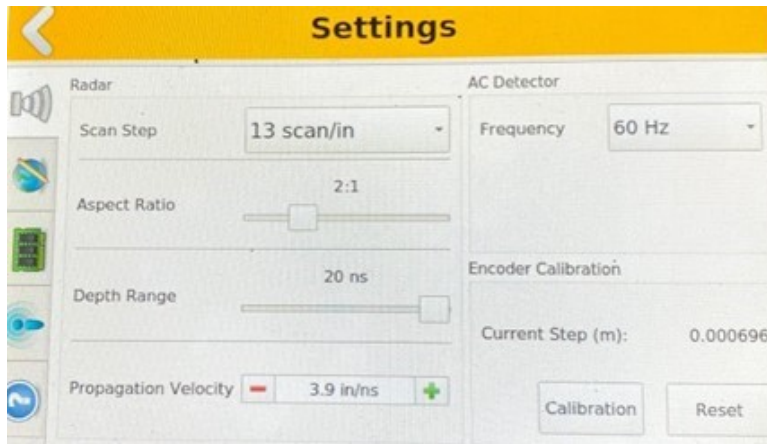 Settings
Radar
Scan Step 13 scan/in
Aspect Ratio 2:1
Depth Range 20 ns
Propagation Velocity 3.9 in/ns
AC Detector
Frequency 60 Hz
Encoder Calibration
Current Step (m): 0.000696
Calibration Reset